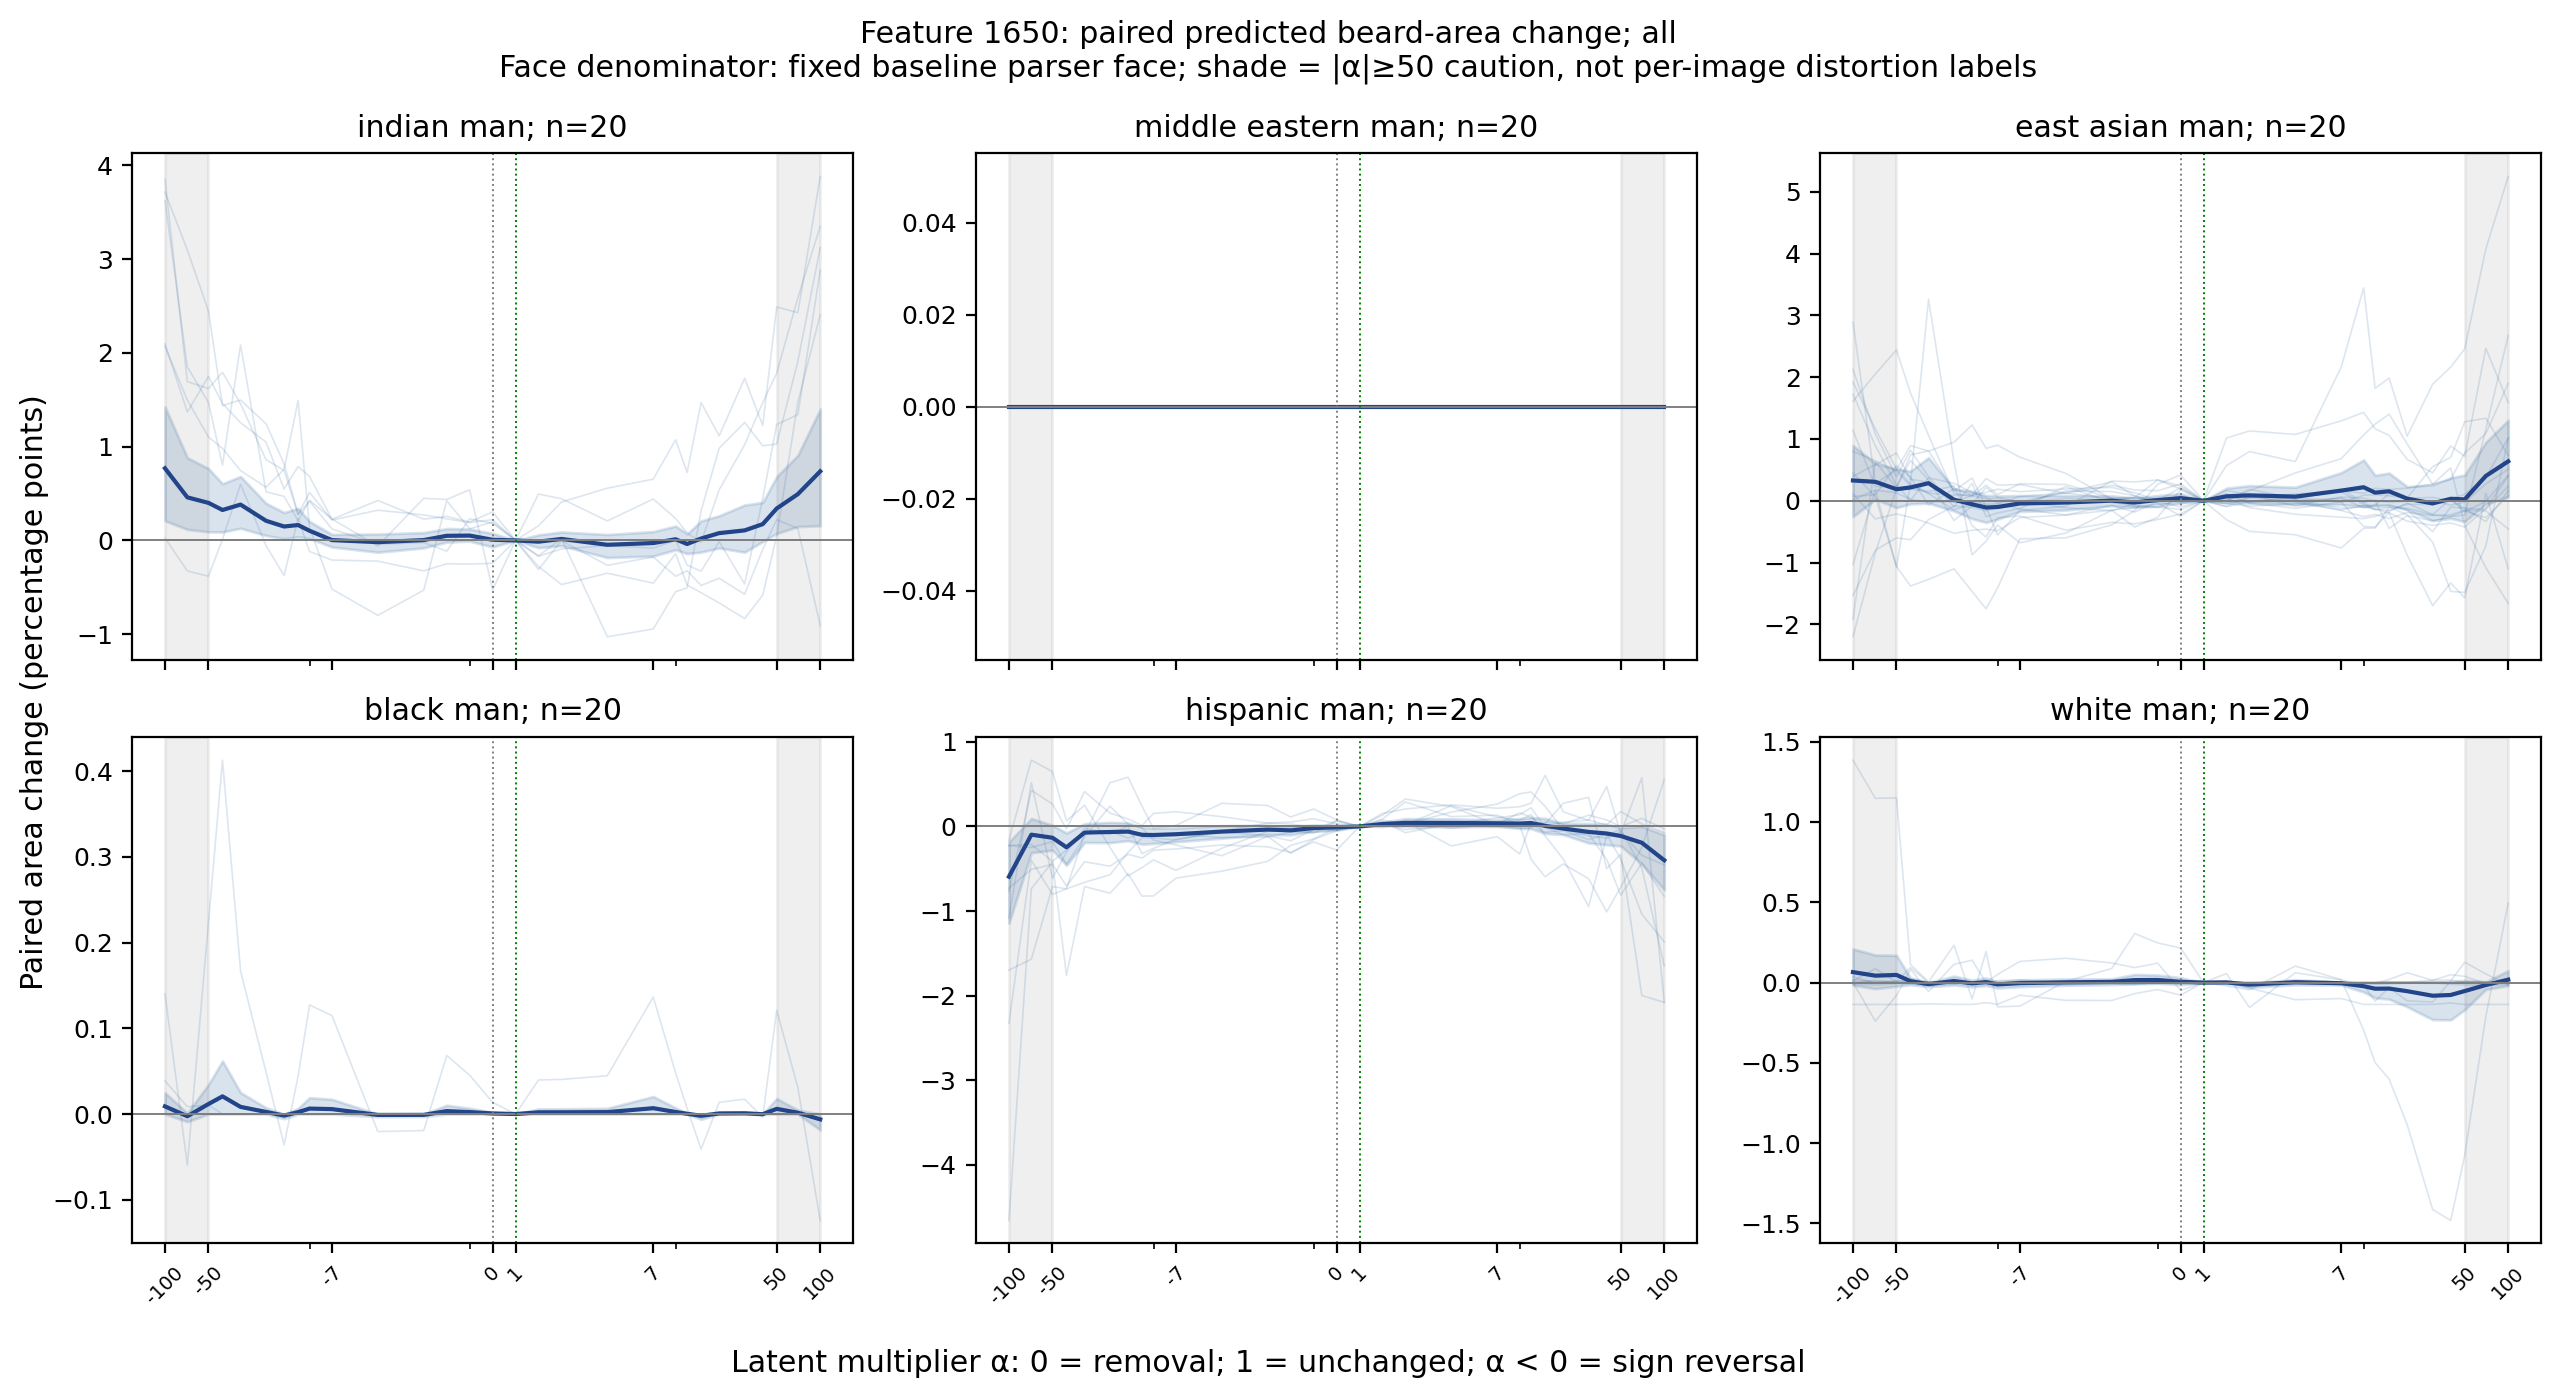 Feature 1650: paired predicted beard-area change; all
Face denominator: fixed baseline parser face; shade = |α|≥50 caution, not per-image distortion labels
indian man; n=20
middle eastern man; n=20
east asian man; n=20
4
3
2
1
0
−1
0.04
0.02
0.00
−0.02
−0.04
5
4
3
2
1
0
−1
−2
Paired area change (percentage points)
black man; n=20
hispanic man; n=20
white man; n=20
0.4
0.3
0.2
0.1
0.0
−0.1
1
0
−1
−2
−3
−4
1.5
1.0
0.5
0.0
−0.5
−1.0
−1.5
-100 -50 -7 0 1 7 50 100
-100 -50 -7 0 1 7 50 100
-100 -50 -7 0 1 7 50 100
Latent multiplier α: 0 = removal; 1 = unchanged; α < 0 = sign reversal